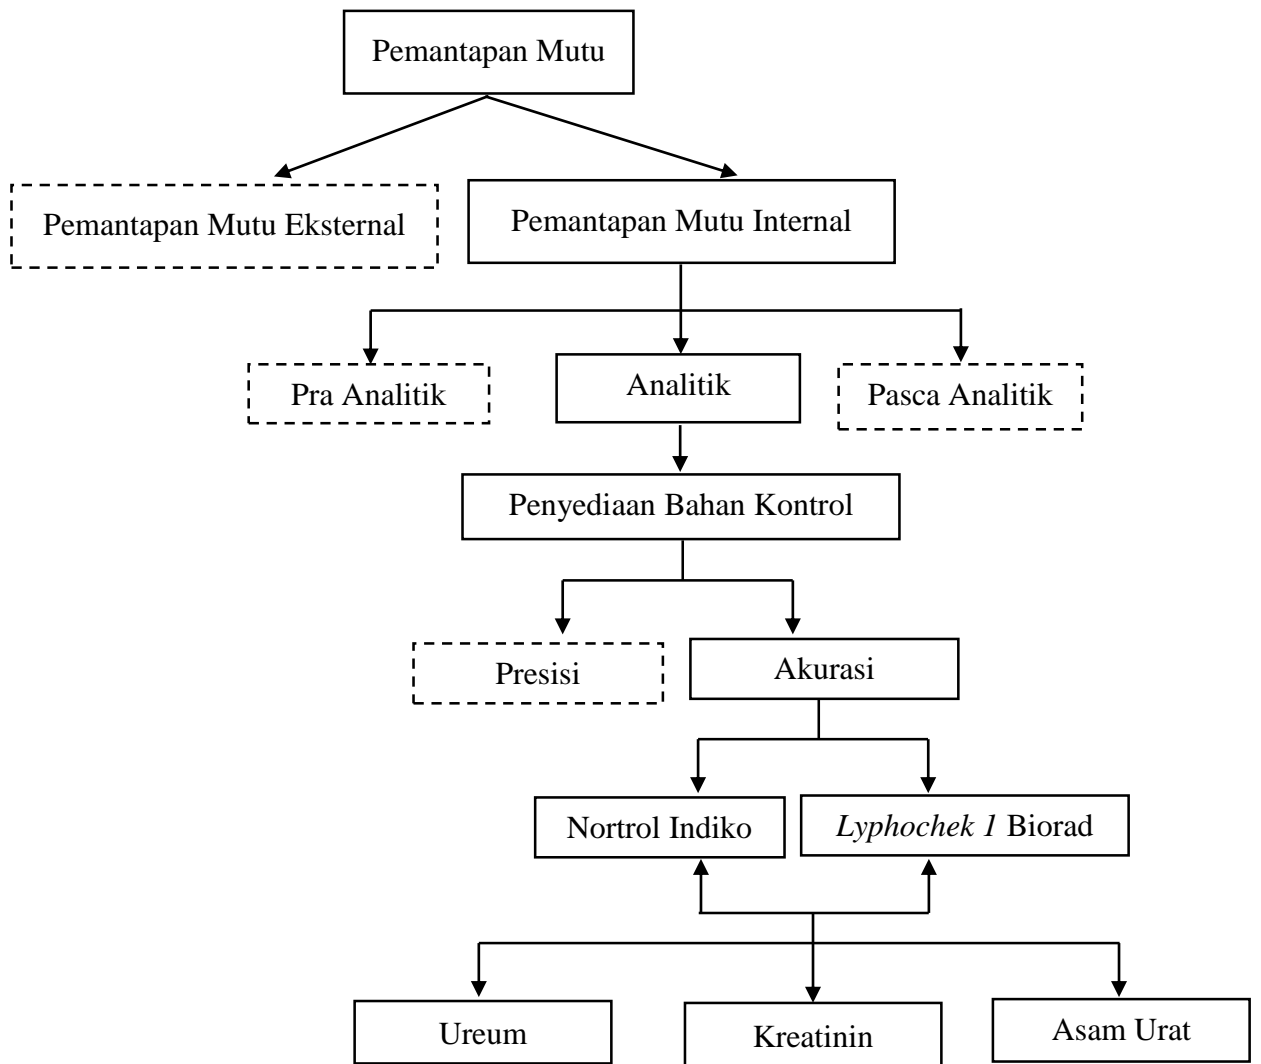 Pemantapan Mutu
Pemantapan Mutu Eksternal
Pemantapan Mutu Internal
Pra Analitik
Analitik
Pasca Analitik
Penyediaan Bahan Kontrol
Presisi
Akurasi
Nortrol Indiko
Lyphochek 1 Biorad
Ureum
Kreatinin
Asam Urat